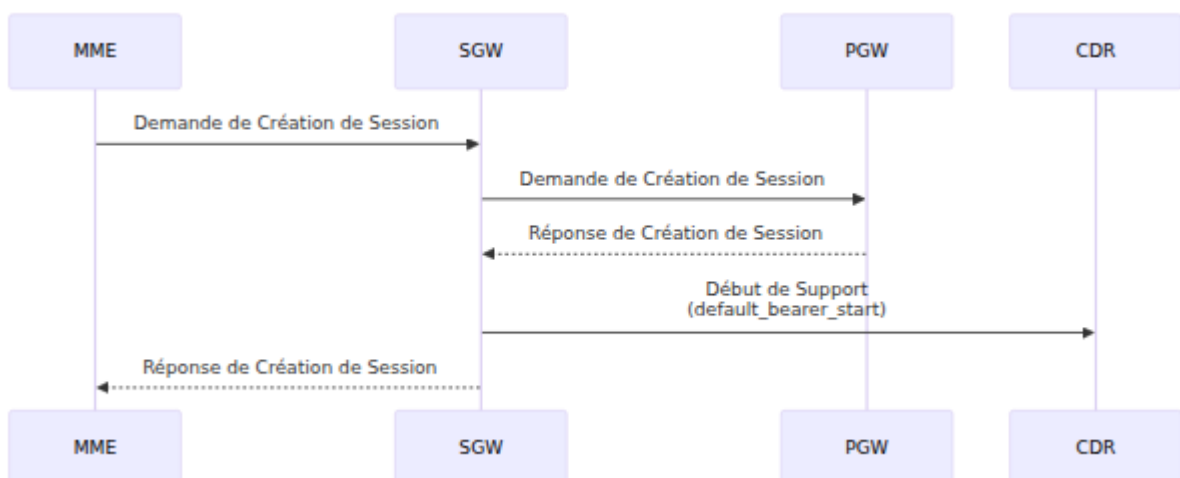 MME
SGW
PGW
CDR
Demande de Création de Session
Demande de Création de Session
Réponse de Création de Session
Début de Support
(default_bearer_start)
Réponse de Création de Session
MME
SGW
PGW
CDR